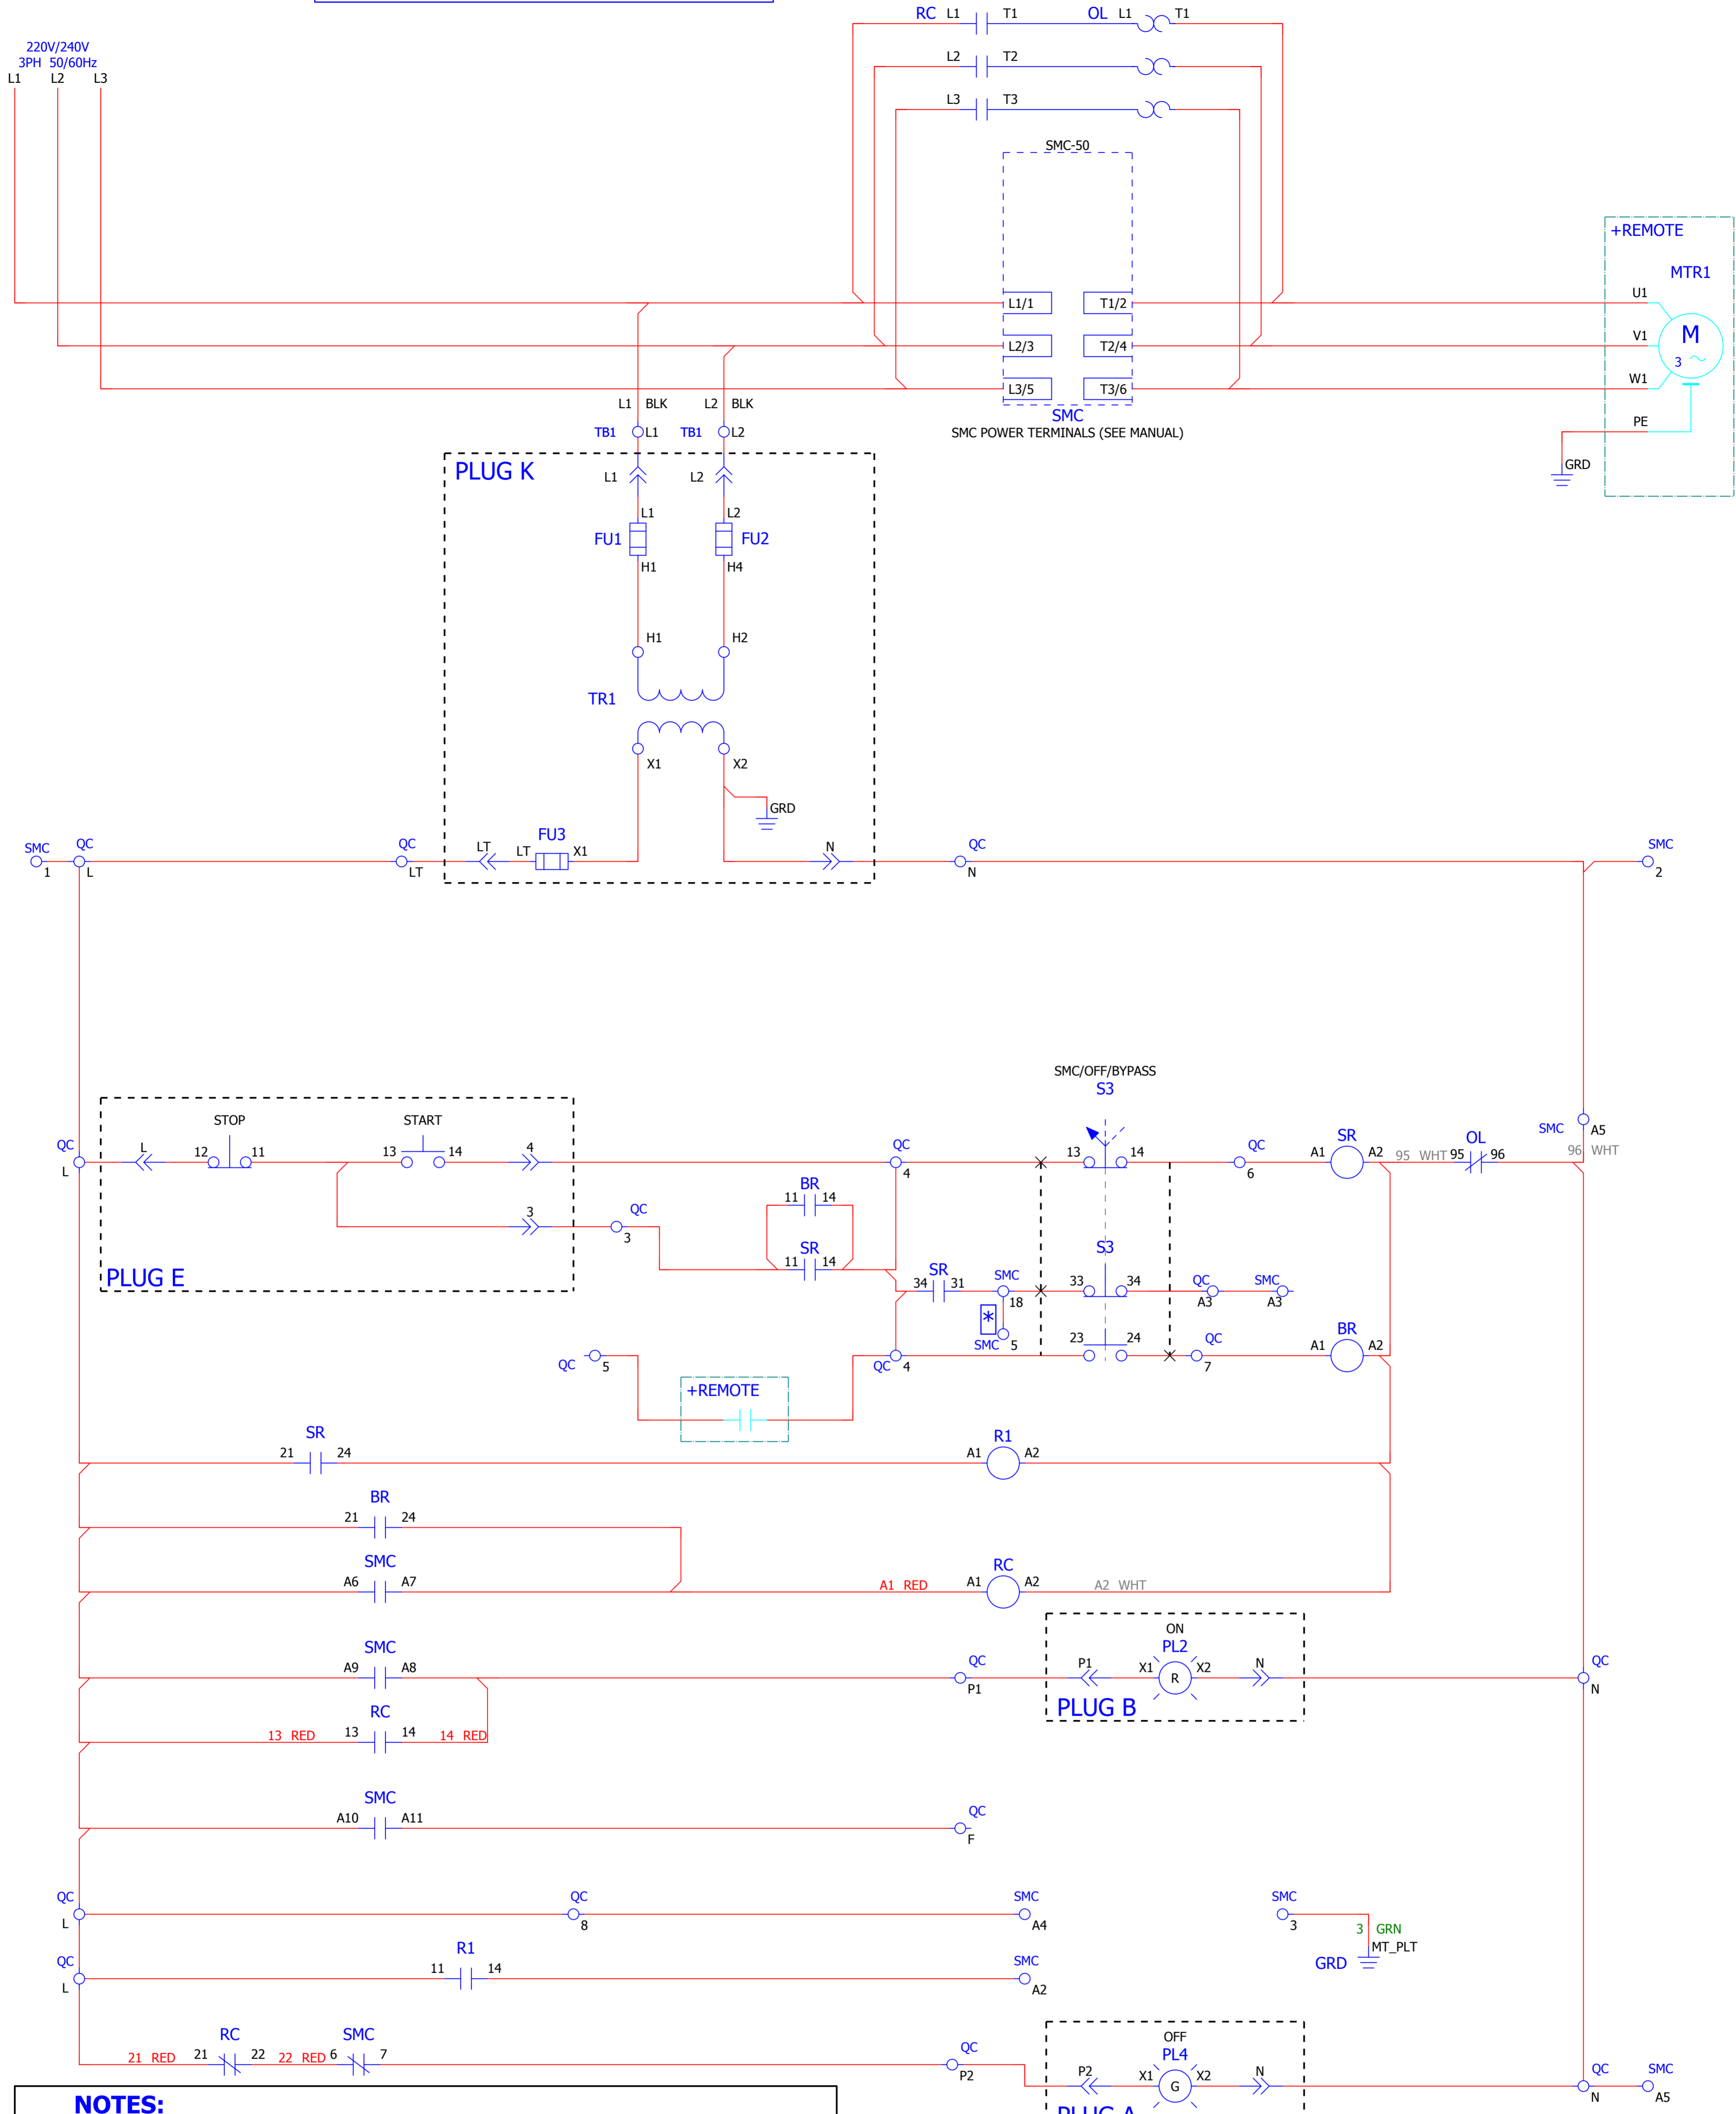 RC L1 T1 OL L1 T1
220V/240V
3PH 50/60Hz
L1 L2 L3
L2 T2
L3 T3
SMC-50
+REMOTE
MTR1
L1/1 T1/2 U1
M
3
L2/3 T2/4 V1
L3/5 T3/6 W1
L1 BLK L2 BLK
SMC
SMC POWER TERMINALS (SEE MANUAL)
PE
TB1 L1 TB1 L2
GRD
PLUG K
L1 L2
L1 L2
FU1 FU2
H1 H4
H1 H2
TR1
X1 X2
GRD
SMC QC QC FU3 QC SMC
LT LT X1 N
1 L LT N 2
SMC/OFF/BYPASS
S3
STOP START
SMC A5
QC L 12 11 13 14 4 QC 13 14 QC SR A1 A2 95 WHT 95 OL 96 96 WHT
L 4 6
BR
11 14
3 QC
3
SR
11 14
S3
PLUG E
SR
34 31 SMC 33 34 QC SMC
18 A3 A3
*
SMC 5 23 24 QC BR A1 A2
QC 5 QC 4 7
+REMOTE
SR R1
21 24 A1 A2
BR
21 24
SMC RC
A6 A7 A1 RED A1 A2 A2 WHT
ON
SMC PL2
A9 A8 QC P1 X1 R X2 N QC
P1 N
PLUG B
RC
13 RED 13 14 14 RED
SMC
A10 A11 QC
F
QC QC SMC SMC
L 8 A4 3
3 GRN
MT_PLT
GRD
QC R1 SMC
11 14
L A2
OFF
RC SMC PL4
21 RED 21 22 22 RED 6 7 QC P2 X1 G X2 N QC SMC
P2 N A5
PLUG A
NOTES: